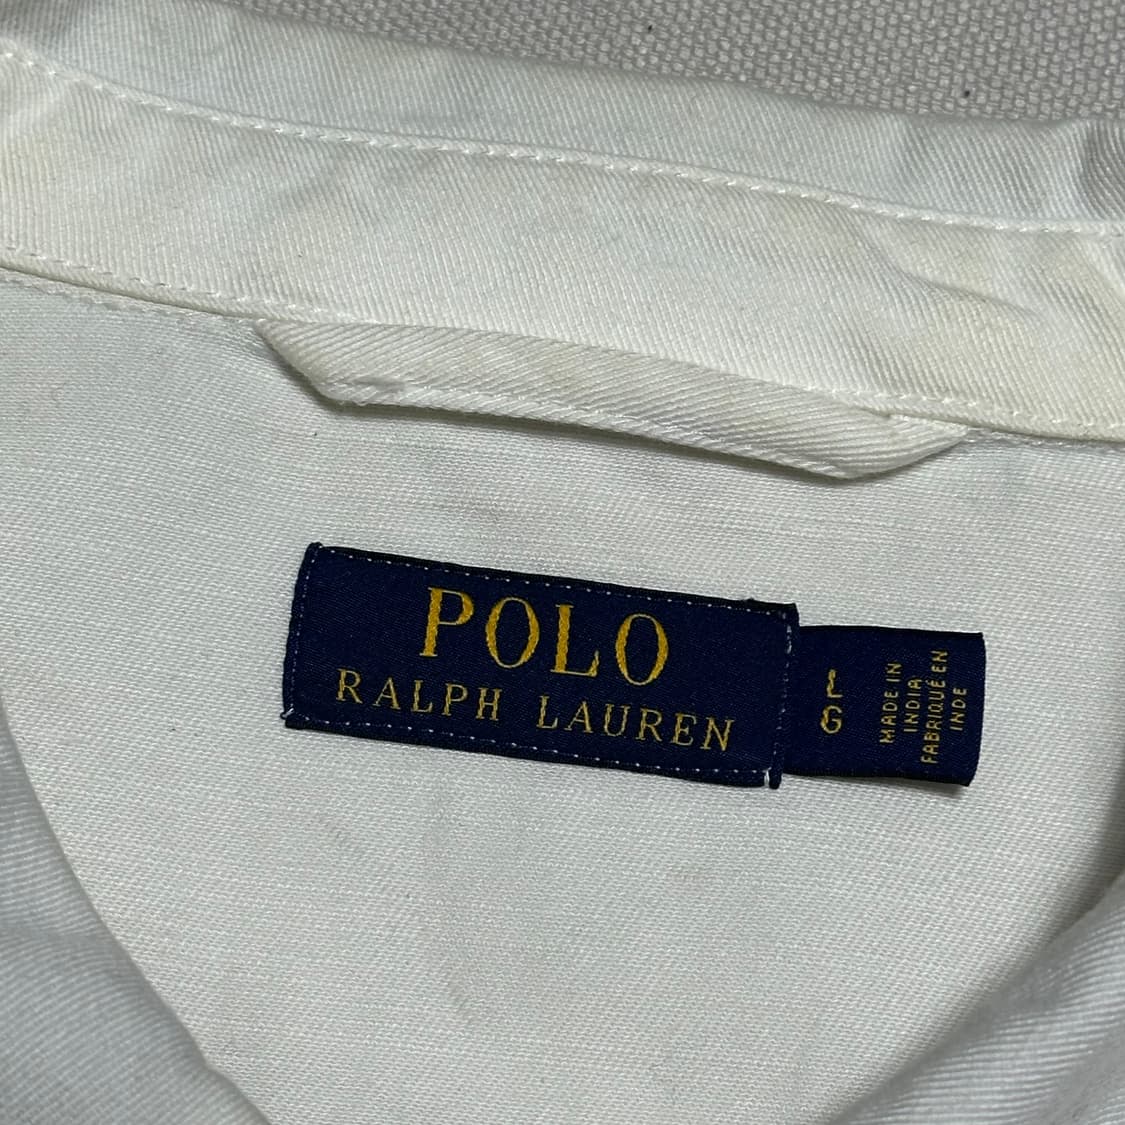 POLO
RALPH LAUREN
L
G
MADE IN
INDIA
FABRIQUÉ EN
INDE